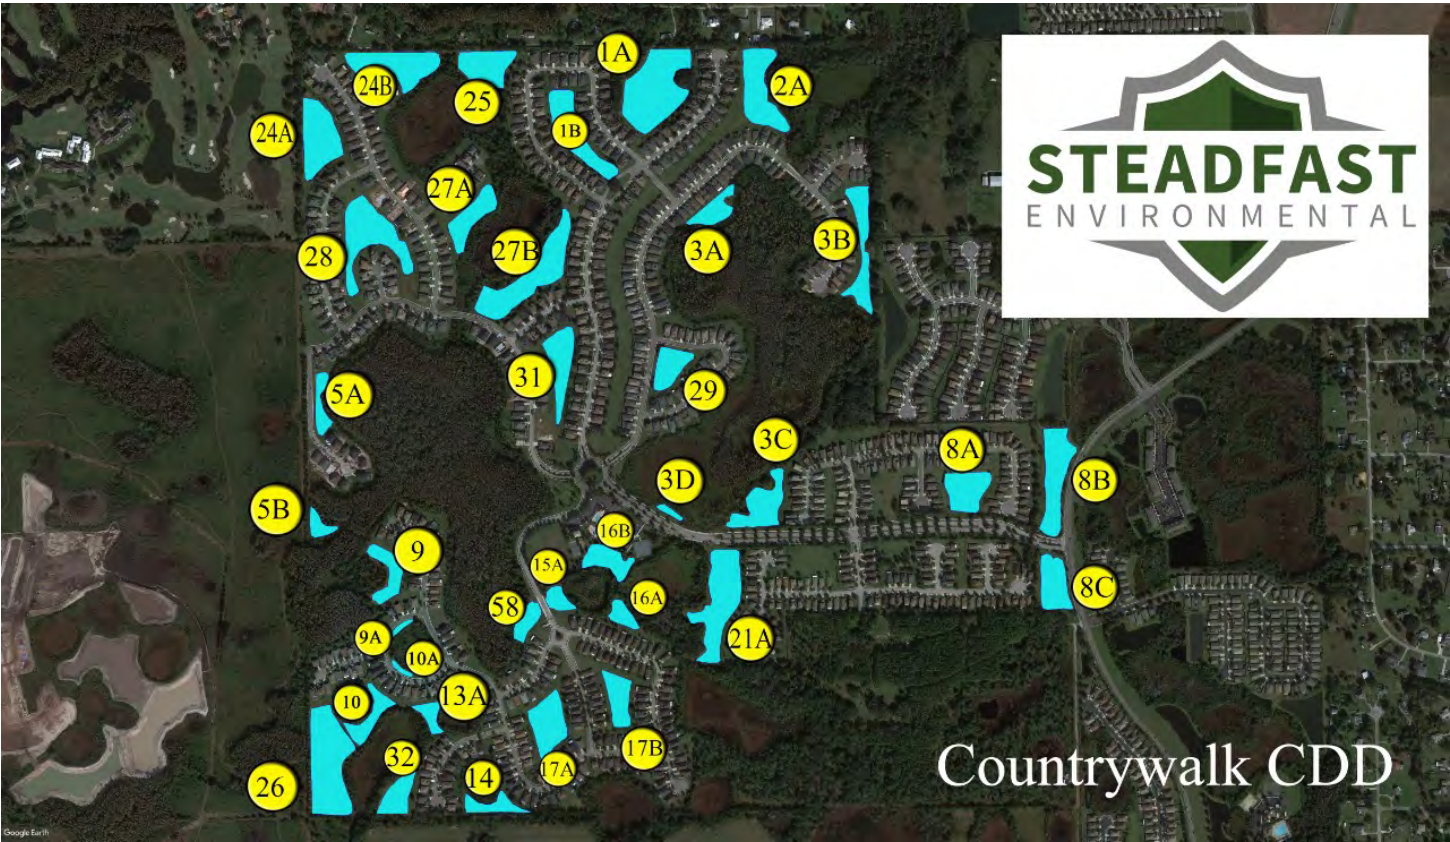 1A
24B
25
2A
24A
1B
STEADFAST
ENVIRONMENTAL
27A
28
27B
3A
3B
31
5A
29
3C
8A
5B
3D
8B
9
16B
15A
58
16A
8C
9A
10A
21A
10
13A
32
17B
26
14
17A
Countrywalk CDD
Google Earth